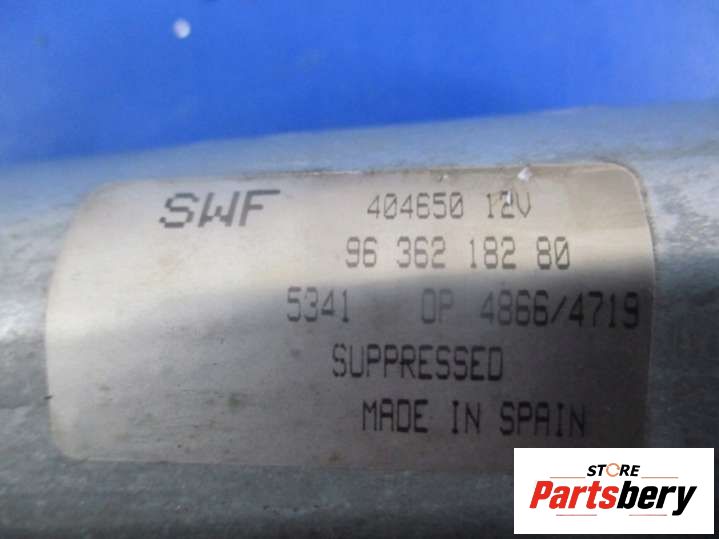 SWF 404650 12V
96 362 182 80
5341 OP 4866/4719
SUPPRESSED
MADE IN SPAIN
STORE
Partsbery